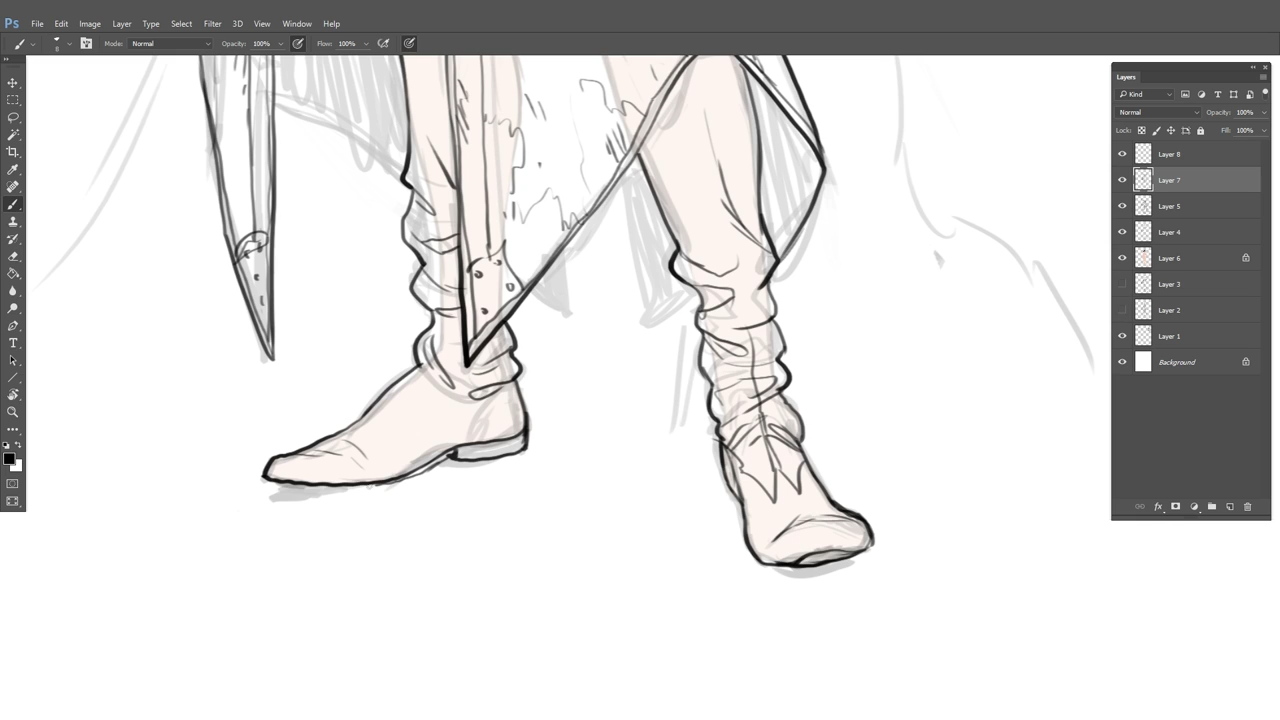 Ps File Edit Image Layer Type Select Filter 3D View Window Help
8 Mode: Normal Opacity: 100% Flow: 100%
Layers
Kind
Normal Opacity: 100%
Lock: Fill: 100%
Layer 8
Layer 7
Layer 5
Layer 4
Layer 6
Layer 3
Layer 2
Layer 1
Background
fx